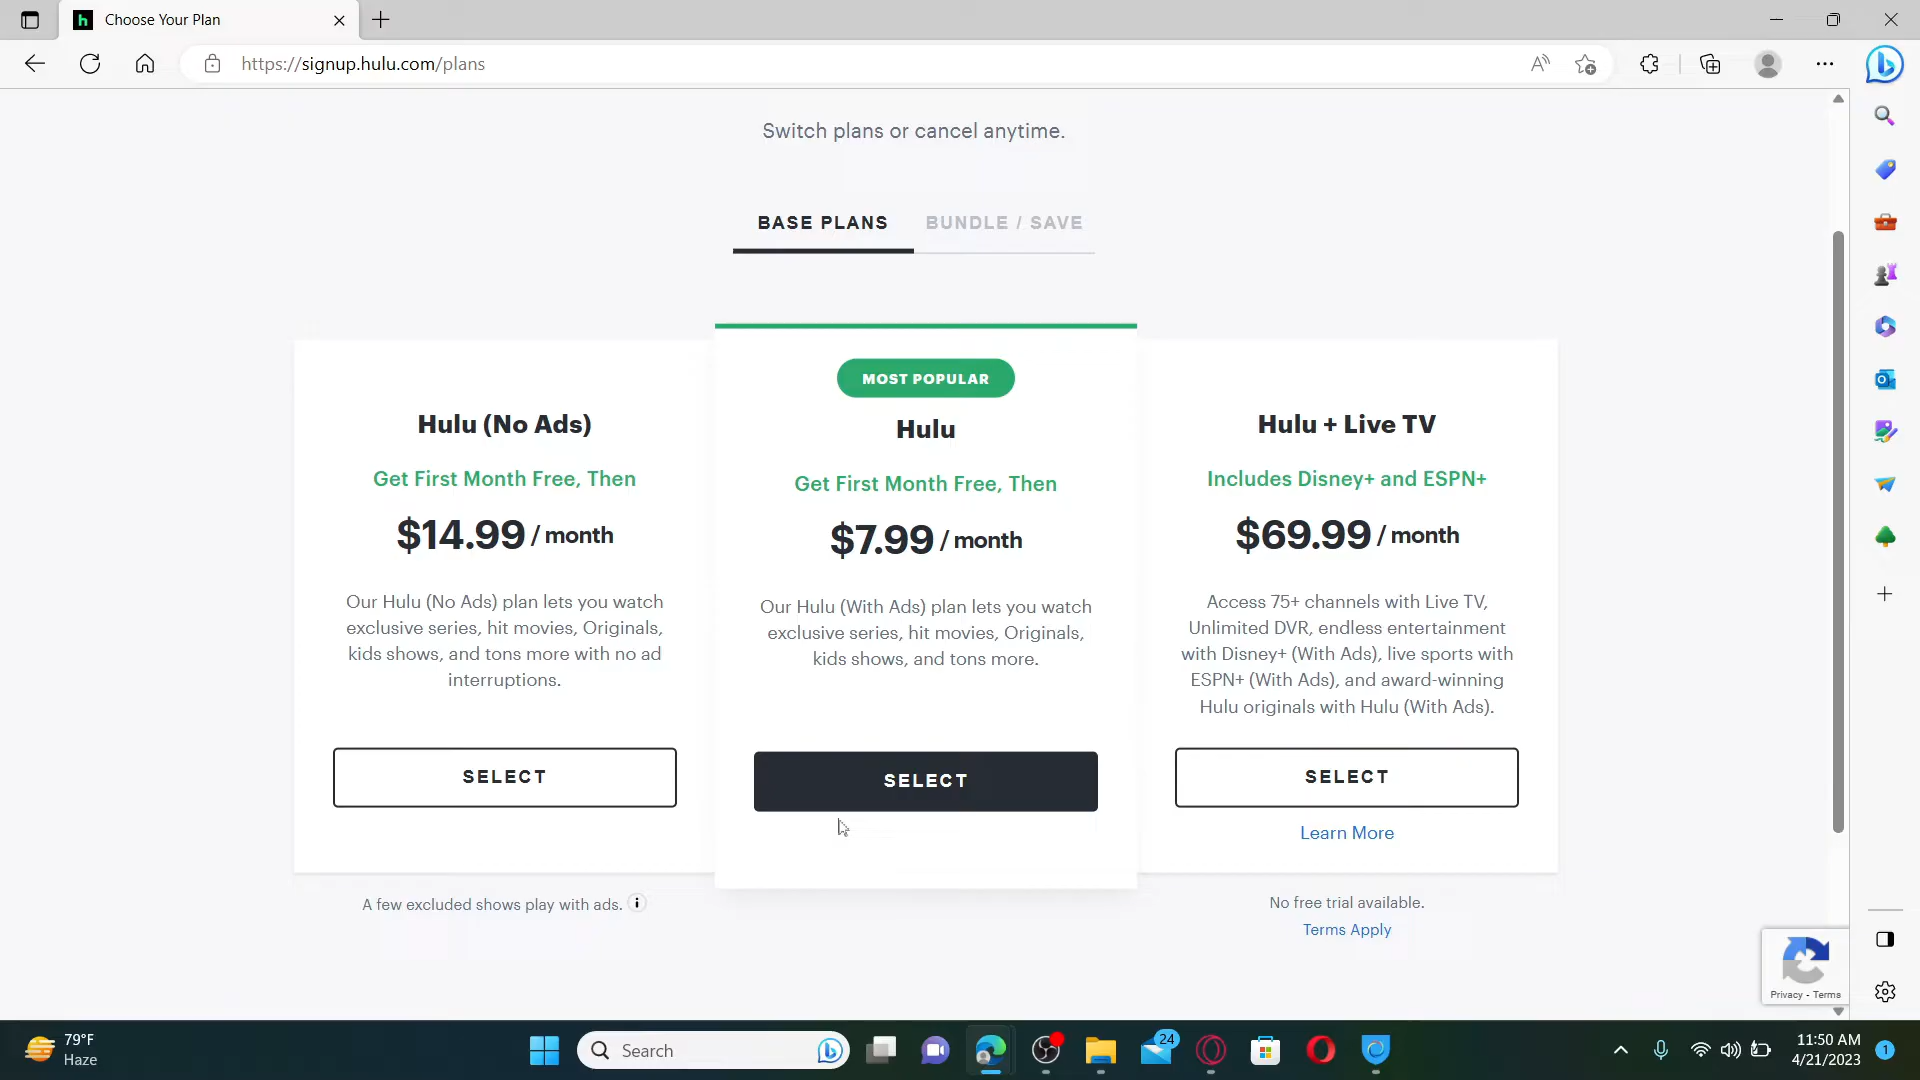 Choose Your Plan
https://signup.hulu.com/plans
Switch plans or cancel anytime.
BASE PLANS
BUNDLE / SAVE
Hulu (No Ads)
Get First Month Free, Then
$14.99 / month
Our Hulu (No Ads) plan lets you watch
exclusive series, hit movies, Originals,
kids shows, and tons more with no ad
interruptions.
SELECT
A few excluded shows play with ads.
MOST POPULAR
Hulu
Get First Month Free, Then
$7.99 / month
Our Hulu (With Ads) plan lets you watch
exclusive series, hit movies, Originals,
kids shows, and tons more.
SELECT
Hulu + Live TV
Includes Disney+ and ESPN+
$69.99 / month
Access 75+ channels with Live TV,
Unlimited DVR, endless entertainment
with Disney+ (With Ads), live sports with
ESPN+ (With Ads), and award-winning
Hulu originals with Hulu (With Ads).
SELECT
Learn More
No free trial available.
Terms Apply
Privacy - Terms
79°F
Haze
Search
24
11:50 AM
4/21/2023
1